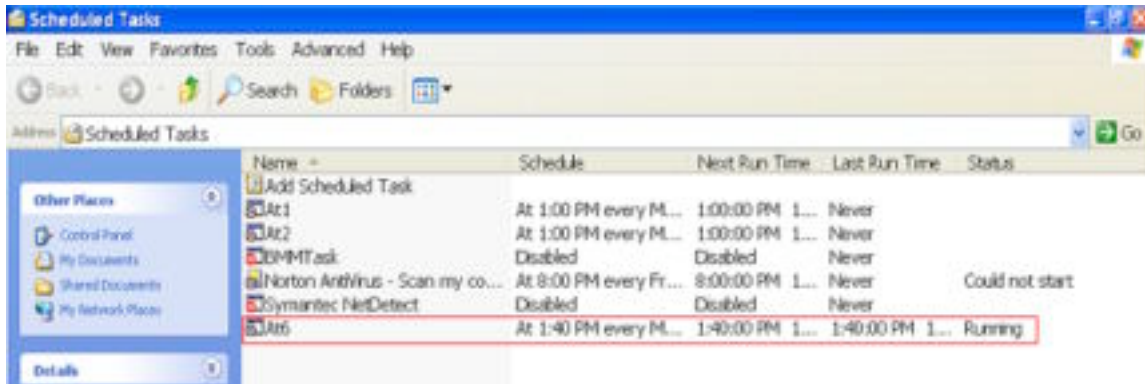 Scheduled Tasks
File Edit View Favorites Tools Advanced Help
Back Search Folders
Address Scheduled Tasks Go
Name Schedule Next Run Time Last Run Time Status
Add Scheduled Task
At1 At 1:00 PM every M... 1:00:00 PM 1... Never
At2 At 1:00 PM every M... 1:00:00 PM 1... Never
BMMTask Disabled Disabled Never
Norton AntiVirus - Scan my co... At 8:00 PM every Fr... 8:00:00 PM 1... Never Could not start
Symantec NetDetect Disabled Disabled Never
At6 At 1:40 PM every M... 1:40:00 PM 1... 1:40:00 PM 1... Running
Other Places
Control Panel
My Documents
Shared Documents
My Network Places
Details